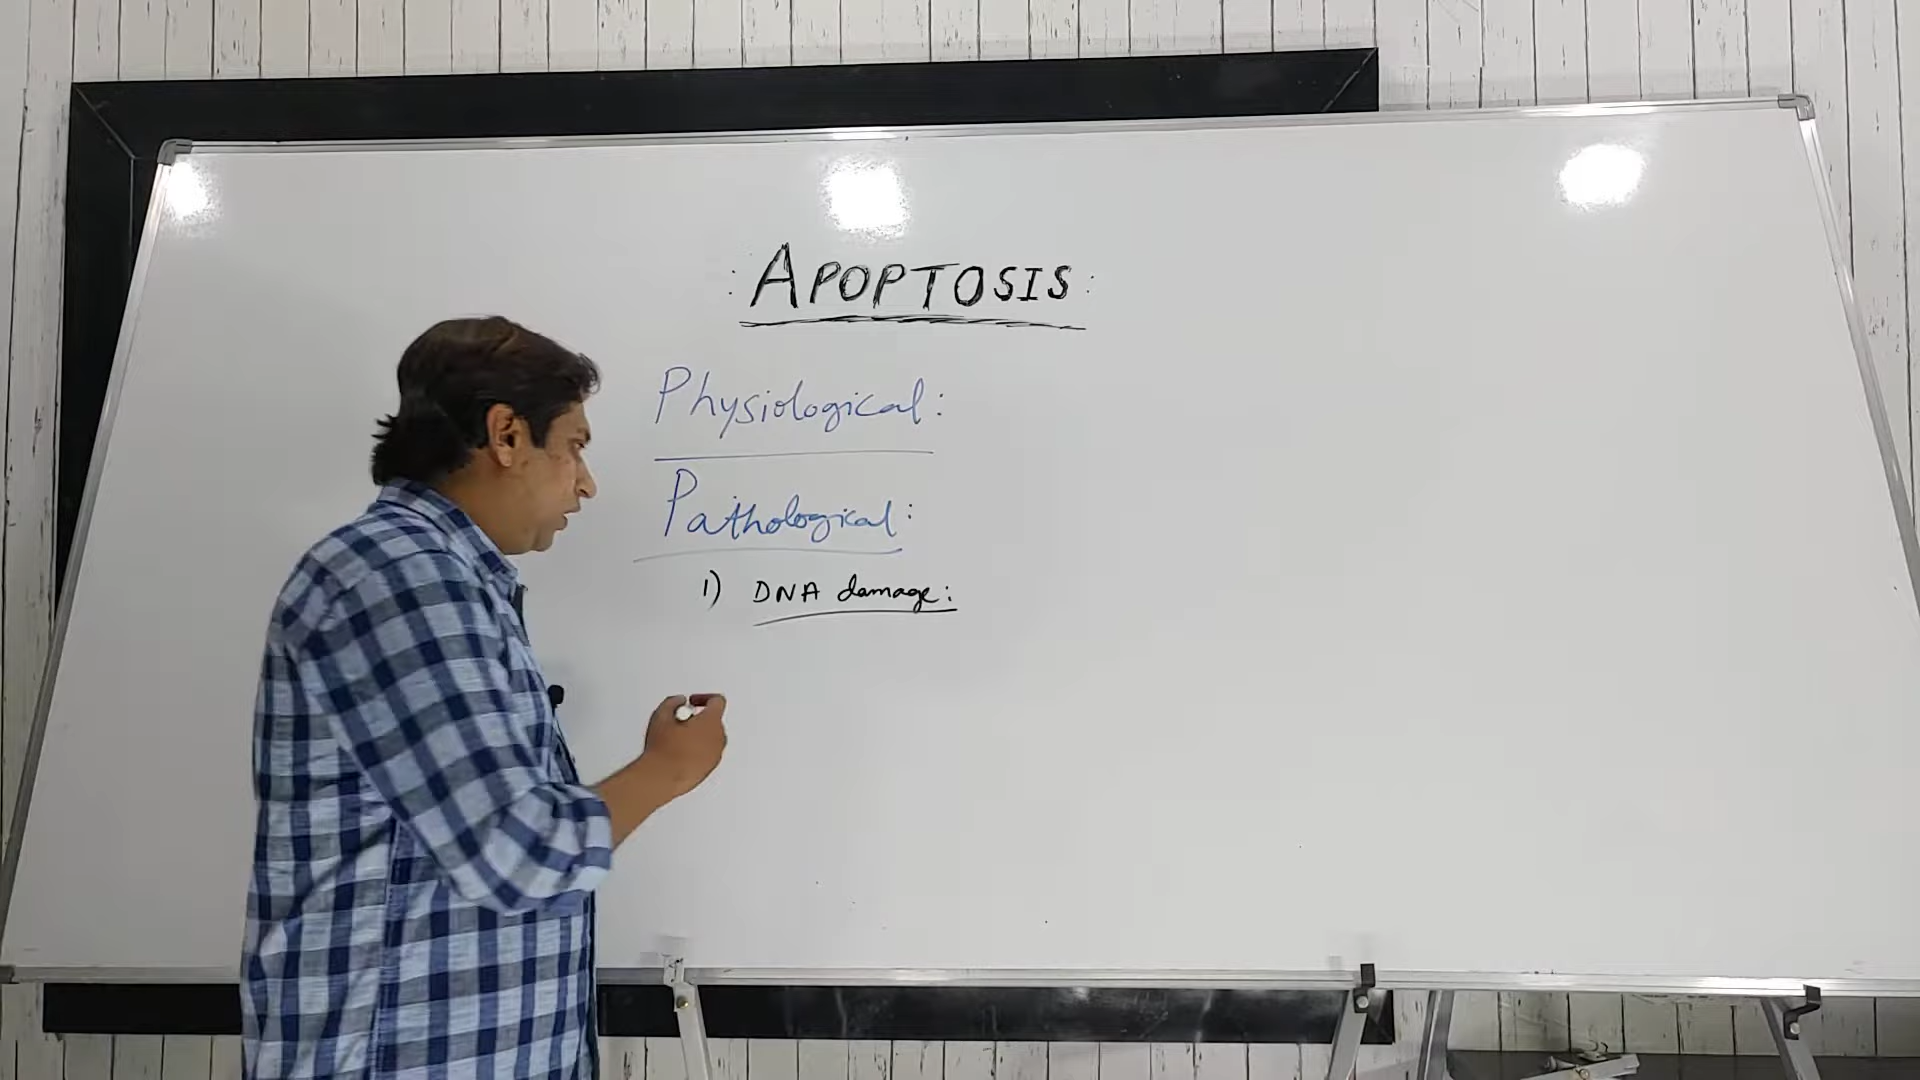 : APOPTOSIS :
Physiological:
Pathological:
1) DNA damage: